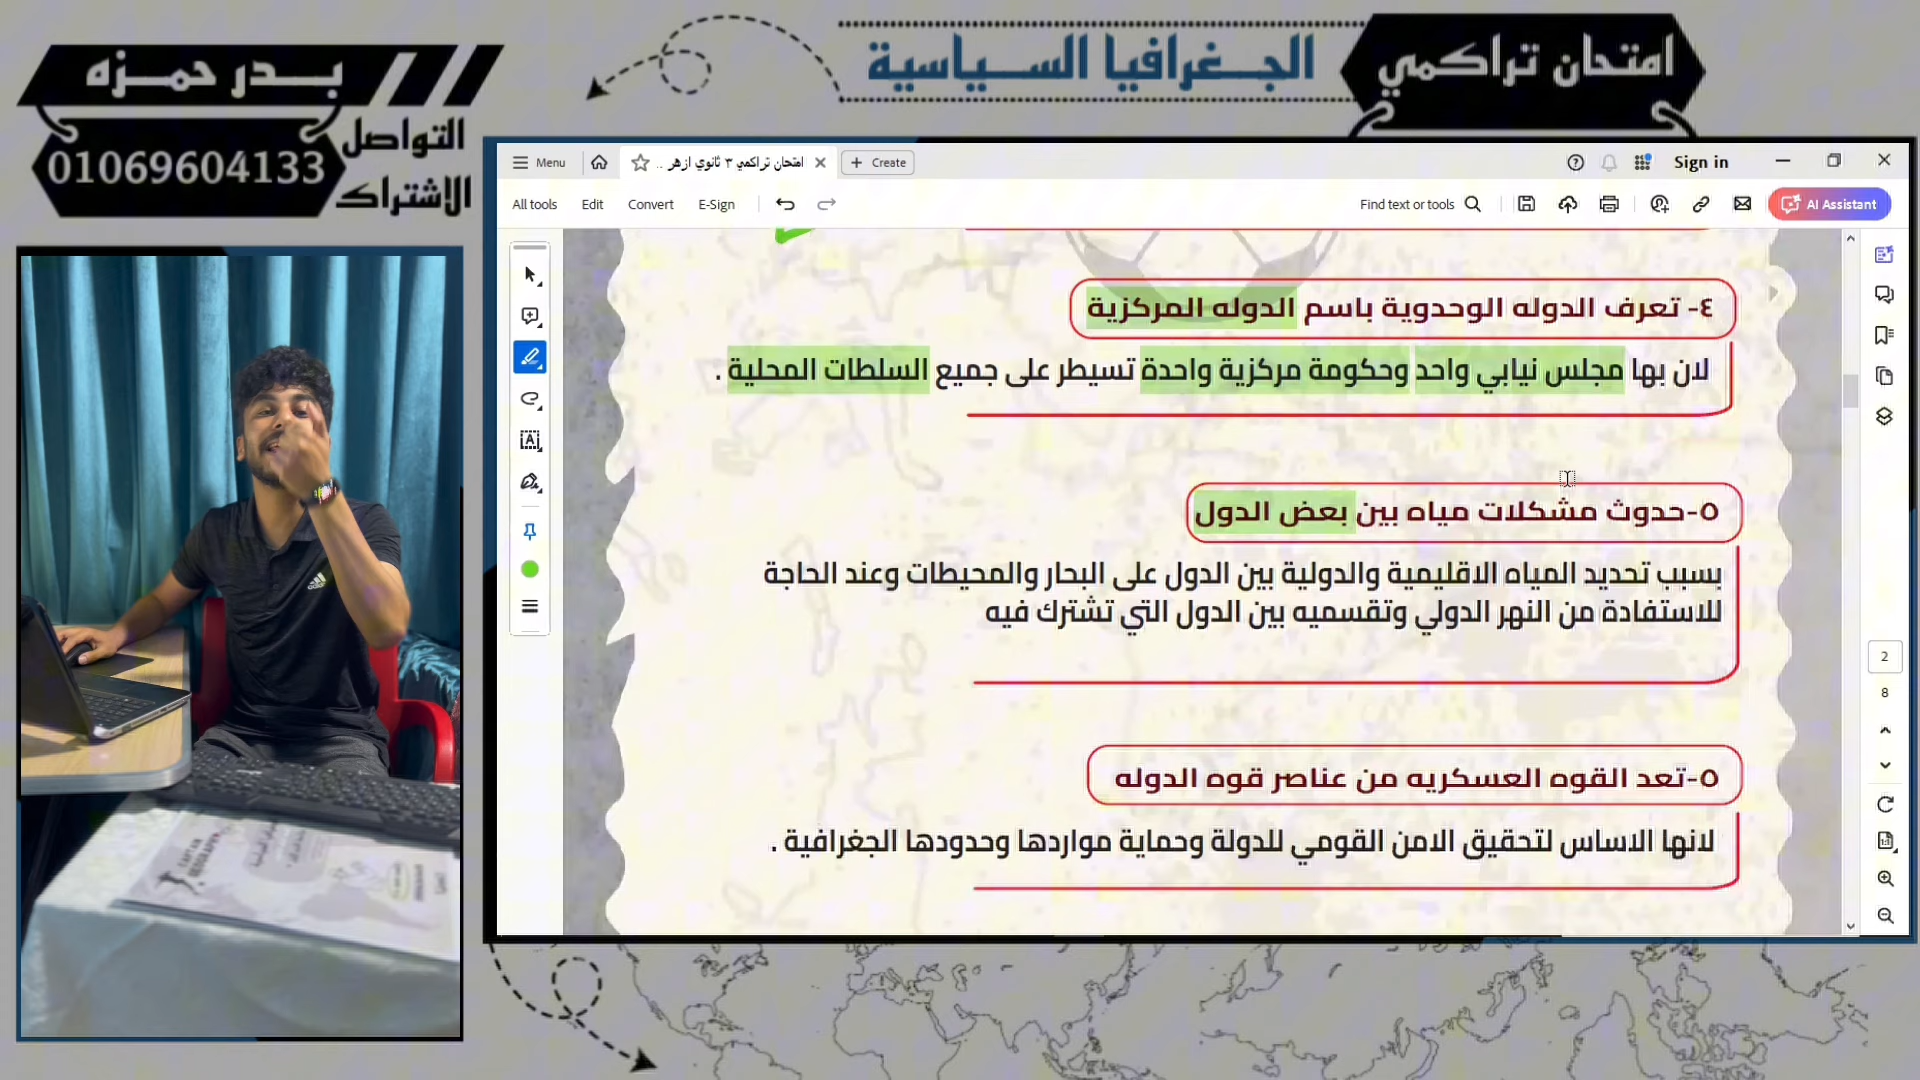 امتحان تراكمي
الجغرافيا السياسية
بدر حمزه
التواصل
01069604133
الاشتراك
Menu
امتحان تراكمي ٣ ثانوي ازهر ..
Create
Sign in
All tools
Edit
Convert
E-Sign
Find text or tools
AI Assistant
٤- تعرف الدوله الوحدوية باسم الدوله المركزية
لان بها مجلس نيابي واحد وحكومة مركزية واحدة تسيطر على جميع السلطات المحلية .
٥-حدوث مشكلات مياه بين بعض الدول
بسبب تحديد المياه الاقليمية والدولية بين الدول على البحار والمحيطات وعند الحاجة
للاستفادة من النهر الدولي وتقسميه بين الدول التي تشترك فيه
٥-تعد القوه العسكريه من عناصر قوه الدوله
لانها الاساس لتحقيق الامن القومي للدولة وحماية مواردها وحدودها الجغرافية .
2
8